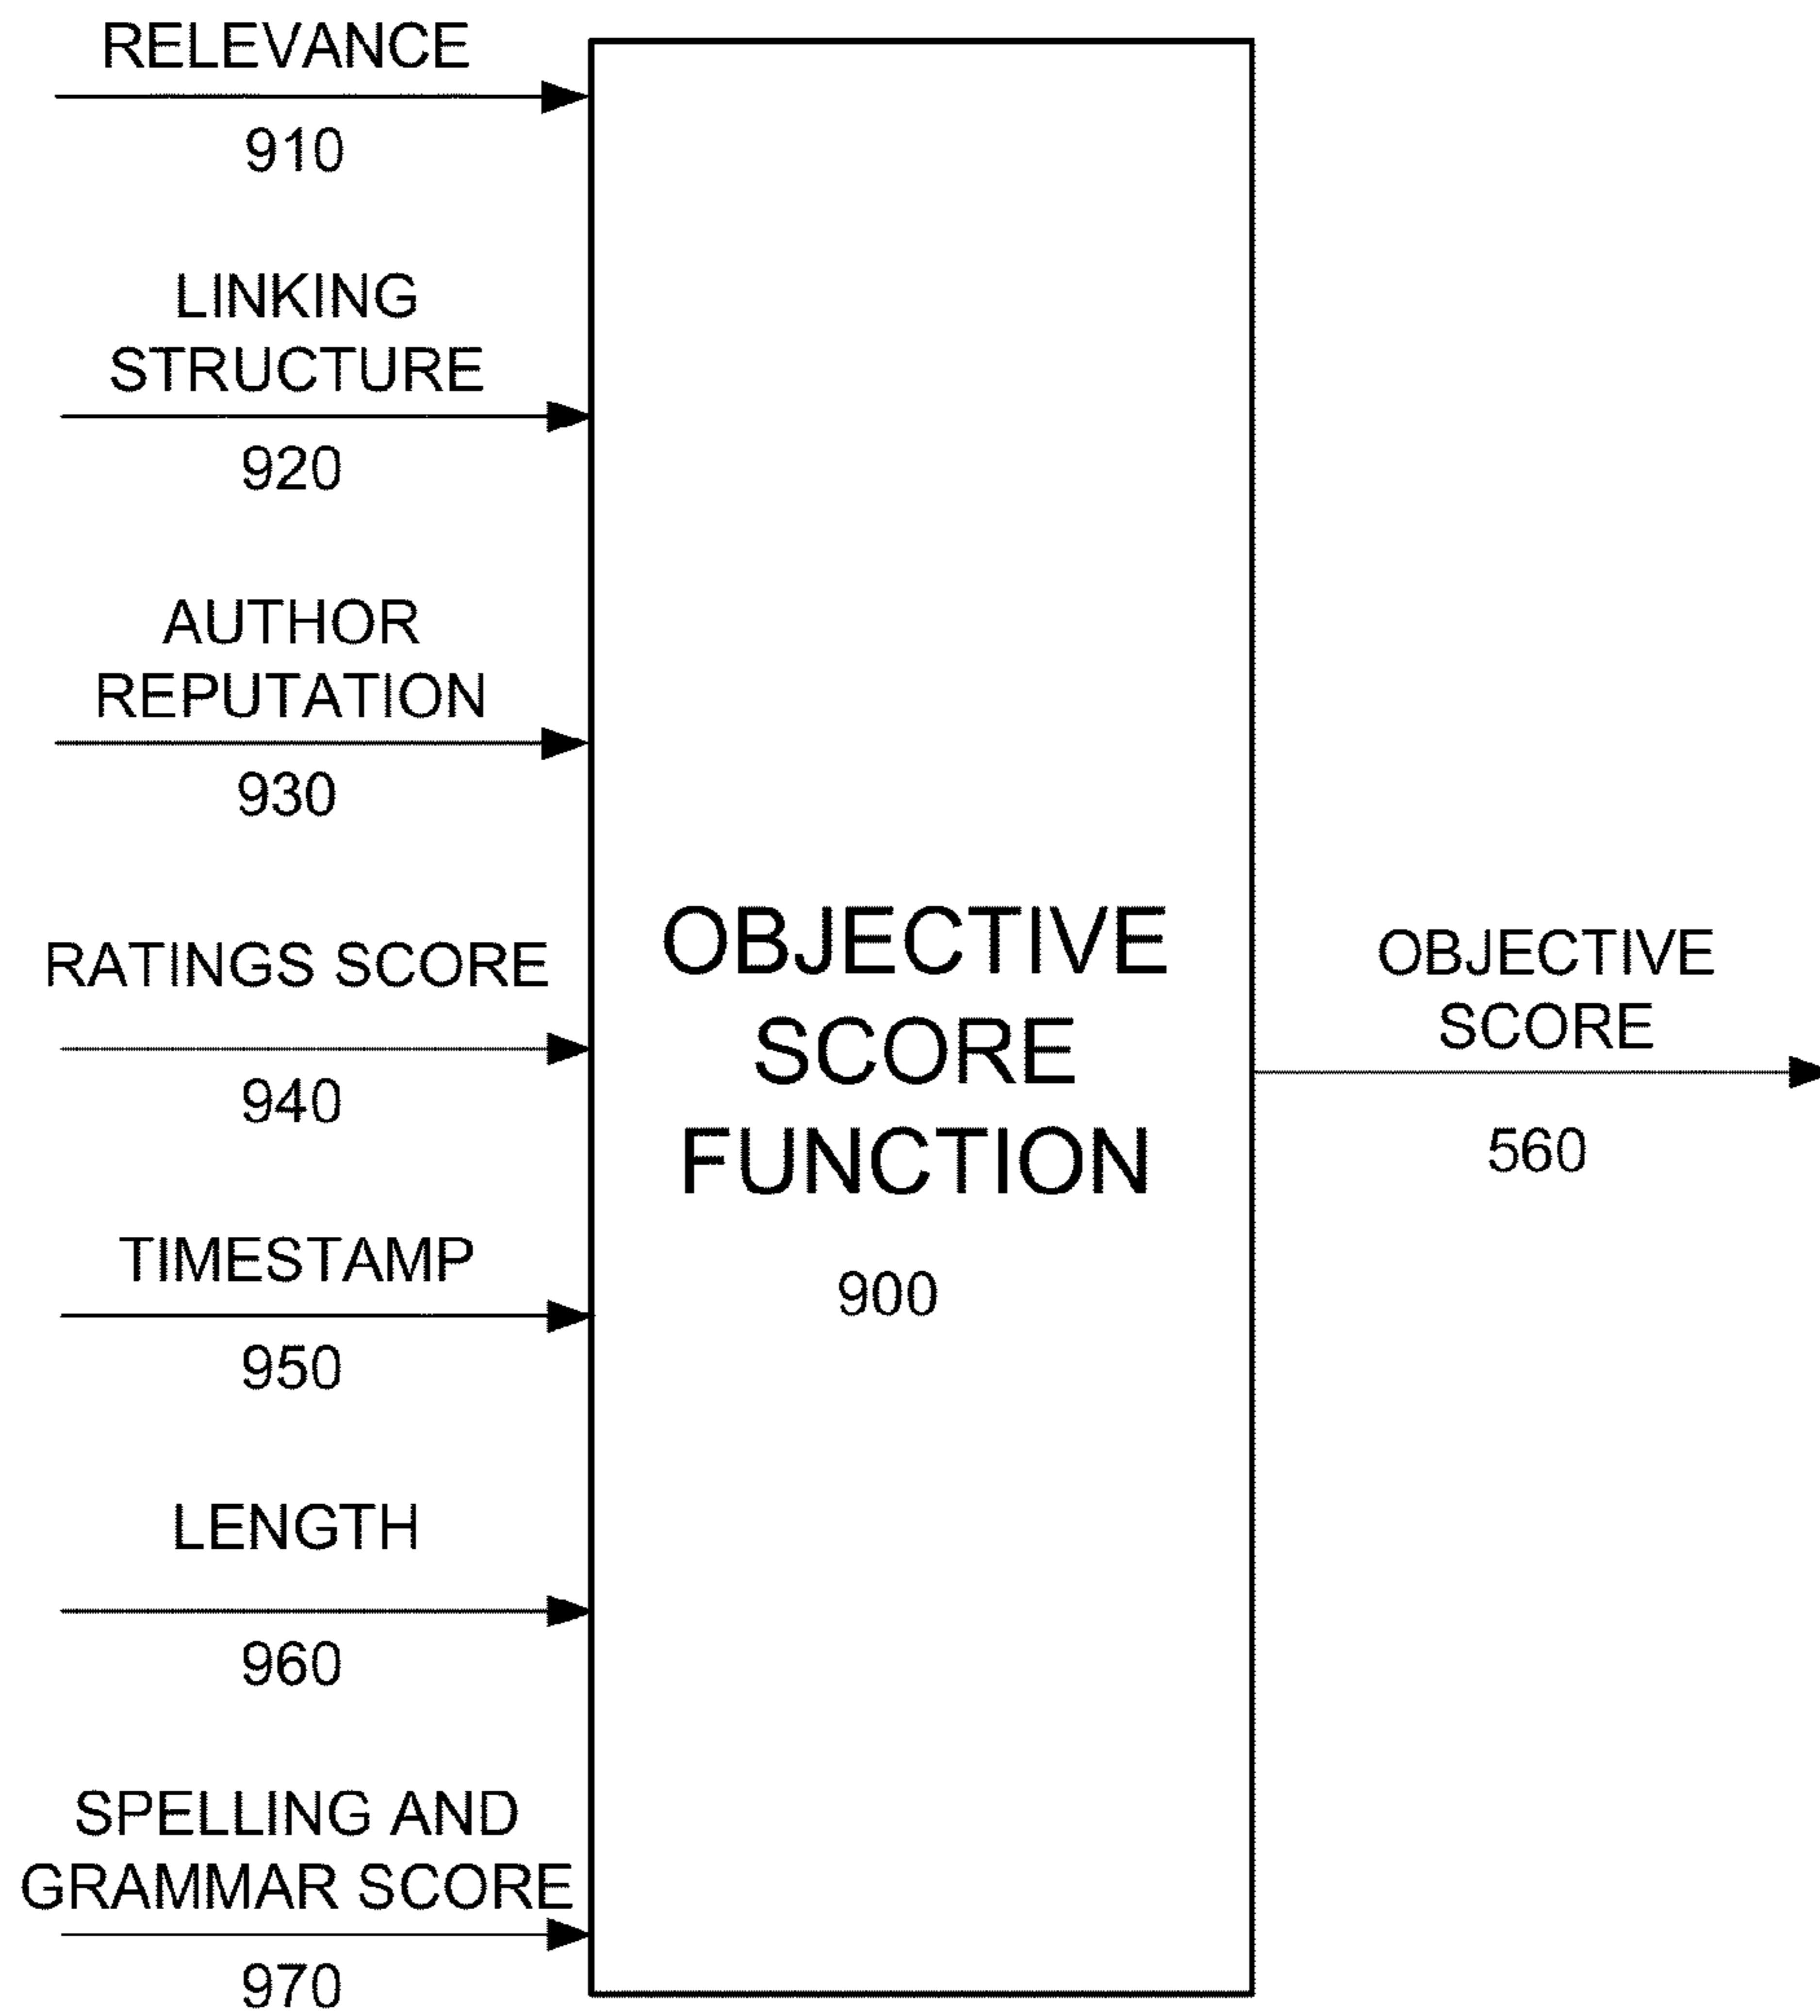 RELEVANCE
910
LINKING
STRUCTURE
920
AUTHOR
REPUTATION
930
RATINGS SCORE
940
TIMESTAMP
950
LENGTH
960
SPELLING AND
GRAMMAR SCORE
970
OBJECTIVE
SCORE
FUNCTION
900
OBJECTIVE
SCORE
560